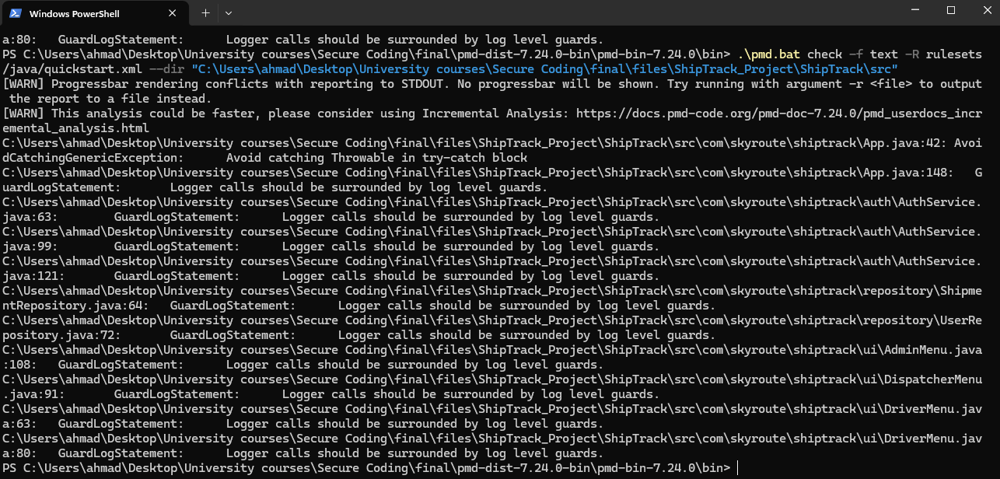 Windows PowerShell
a:80:   GuardLogStatement:      Logger calls should be surrounded by log level guards.
PS C:\Users\ahmad\Desktop\University courses\Secure Coding\final\pmd-dist-7.24.0-bin\pmd-bin-7.24.0\bin> .\pmd.bat check -f text -R rulesets
/java/quickstart.xml --dir "C:\Users\ahmad\Desktop\University courses\Secure Coding\final\files\ShipTrack_Project\ShipTrack\src"
[WARN] Progressbar rendering conflicts with reporting to STDOUT. No progressbar will be shown. Try running with argument -r <file> to output
 the report to a file instead.
[WARN] This analysis could be faster, please consider using Incremental Analysis: https://docs.pmd-code.org/pmd-doc-7.24.0/pmd_userdocs_incr
emental_analysis.html
C:\Users\ahmad\Desktop\University courses\Secure Coding\final\files\ShipTrack_Project\ShipTrack\src\com\skyroute\shiptrack\App.java:42: Avoi
dCatchingGenericException:      Avoid catching Throwable in try-catch block
C:\Users\ahmad\Desktop\University courses\Secure Coding\final\files\ShipTrack_Project\ShipTrack\src\com\skyroute\shiptrack\App.java:148:   G
uardLogStatement:       Logger calls should be surrounded by log level guards.
C:\Users\ahmad\Desktop\University courses\Secure Coding\final\files\ShipTrack_Project\ShipTrack\src\com\skyroute\shiptrack\auth\AuthService.
java:63:        GuardLogStatement:      Logger calls should be surrounded by log level guards.
C:\Users\ahmad\Desktop\University courses\Secure Coding\final\files\ShipTrack_Project\ShipTrack\src\com\skyroute\shiptrack\auth\AuthService.
java:99:        GuardLogStatement:      Logger calls should be surrounded by log level guards.
C:\Users\ahmad\Desktop\University courses\Secure Coding\final\files\ShipTrack_Project\ShipTrack\src\com\skyroute\shiptrack\auth\AuthService.
java:121:       GuardLogStatement:      Logger calls should be surrounded by log level guards.
C:\Users\ahmad\Desktop\University courses\Secure Coding\final\files\ShipTrack_Project\ShipTrack\src\com\skyroute\shiptrack\repository\Shipme
ntRepository.java:64:   GuardLogStatement:      Logger calls should be surrounded by log level guards.
C:\Users\ahmad\Desktop\University courses\Secure Coding\final\files\ShipTrack_Project\ShipTrack\src\com\skyroute\shiptrack\repository\UserRe
pository.java:72:       GuardLogStatement:      Logger calls should be surrounded by log level guards.
C:\Users\ahmad\Desktop\University courses\Secure Coding\final\files\ShipTrack_Project\ShipTrack\src\com\skyroute\shiptrack\ui\AdminMenu.java
:108:   GuardLogStatement:      Logger calls should be surrounded by log level guards.
C:\Users\ahmad\Desktop\University courses\Secure Coding\final\files\ShipTrack_Project\ShipTrack\src\com\skyroute\shiptrack\ui\DispatcherMenu
.java:91:       GuardLogStatement:      Logger calls should be surrounded by log level guards.
C:\Users\ahmad\Desktop\University courses\Secure Coding\final\files\ShipTrack_Project\ShipTrack\src\com\skyroute\shiptrack\ui\DriverMenu.jav
a:63:   GuardLogStatement:      Logger calls should be surrounded by log level guards.
C:\Users\ahmad\Desktop\University courses\Secure Coding\final\files\ShipTrack_Project\ShipTrack\src\com\skyroute\shiptrack\ui\DriverMenu.jav
a:80:   GuardLogStatement:      Logger calls should be surrounded by log level guards.
PS C:\Users\ahmad\Desktop\University courses\Secure Coding\final\pmd-dist-7.24.0-bin\pmd-bin-7.24.0\bin>